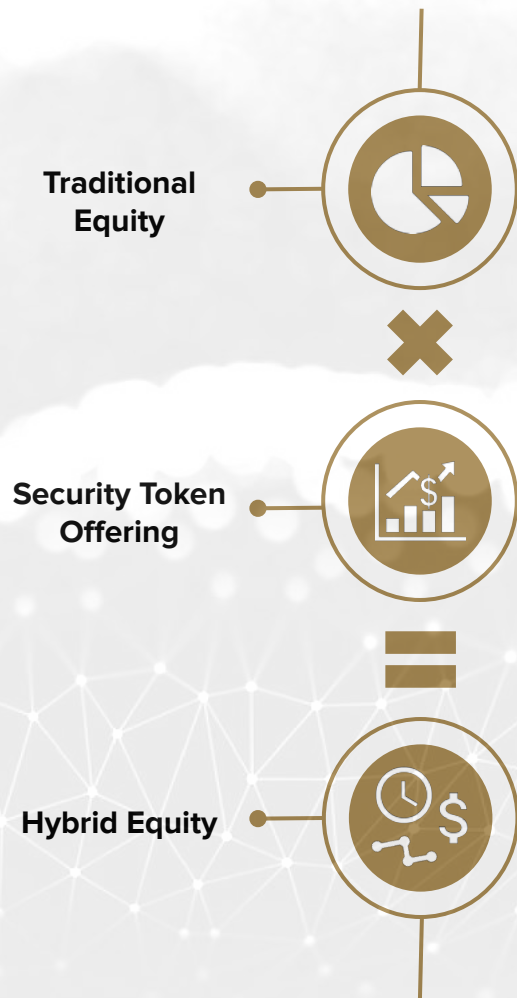 Traditional
Equity
Security Token
Offering
Hybrid Equity